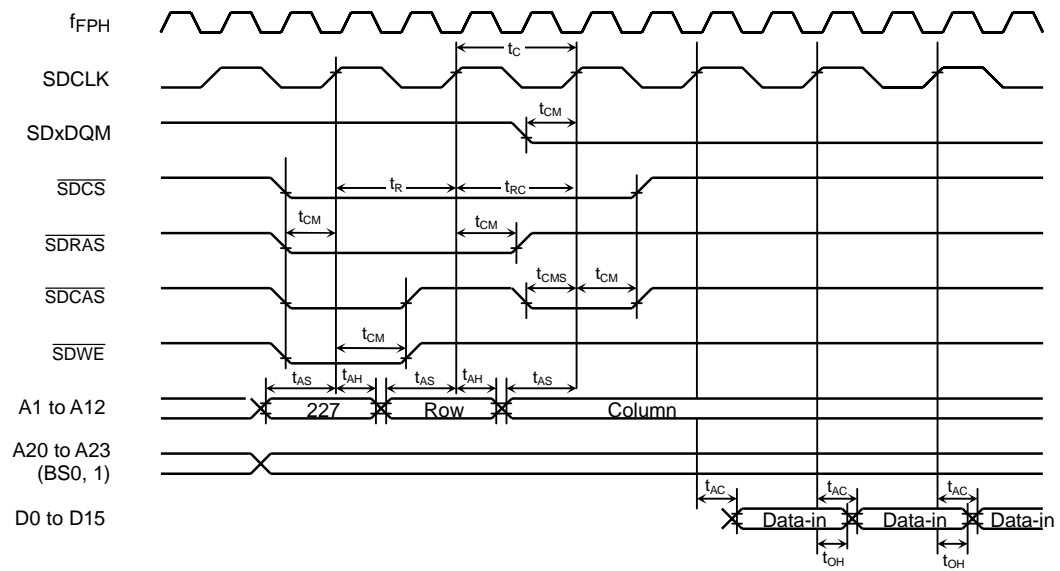 fFPH
tC
SDCLK
tCM
SDxDQM
SDCS
tR
tRC
tCM
tCM
SDRAS
tCMS
tCM
SDCAS
tCM
SDWE
tAS
tAH
tAS
tAH
tAS
A1 to A12
227
Row
Column
A20 to A23
(BS0, 1)
tAC
tAC
tAC
D0 to D15
Data-in
Data-in
Data-in
tOH
tOH